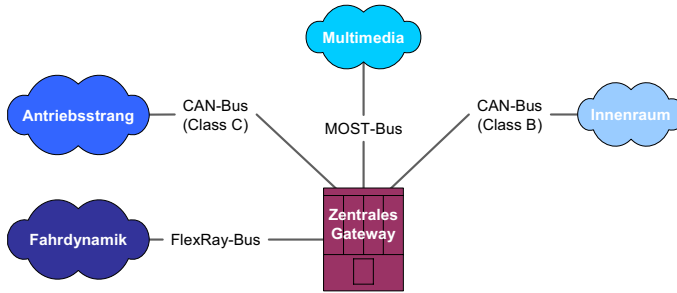 Multimedia
Antriebsstrang
CAN-Bus
(Class C)
MOST-Bus
CAN-Bus
(Class B)
Innenraum
Fahrdynamik
FlexRay-Bus
Zentrales
Gateway